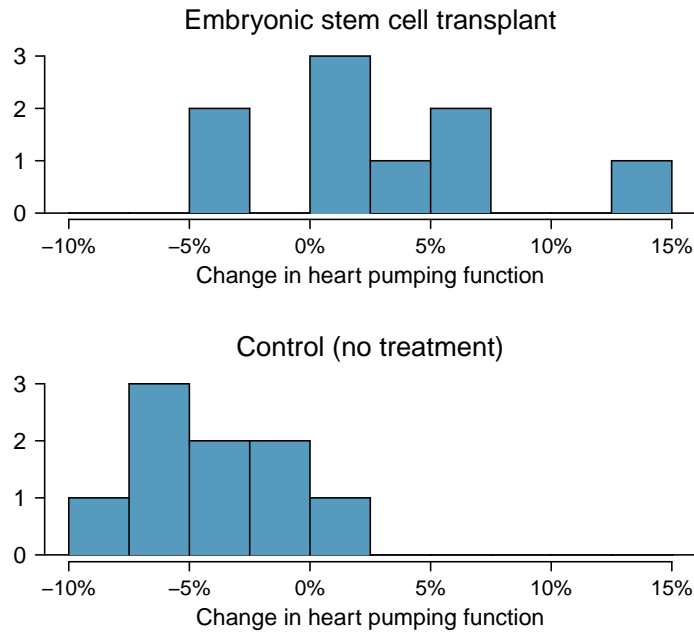 Embryonic stem cell transplant
3
2
1
0
−10% −5% 0% 5% 10% 15%
Change in heart pumping function
Control (no treatment)
3
2
1
0
−10% −5% 0% 5% 10% 15%
Change in heart pumping function